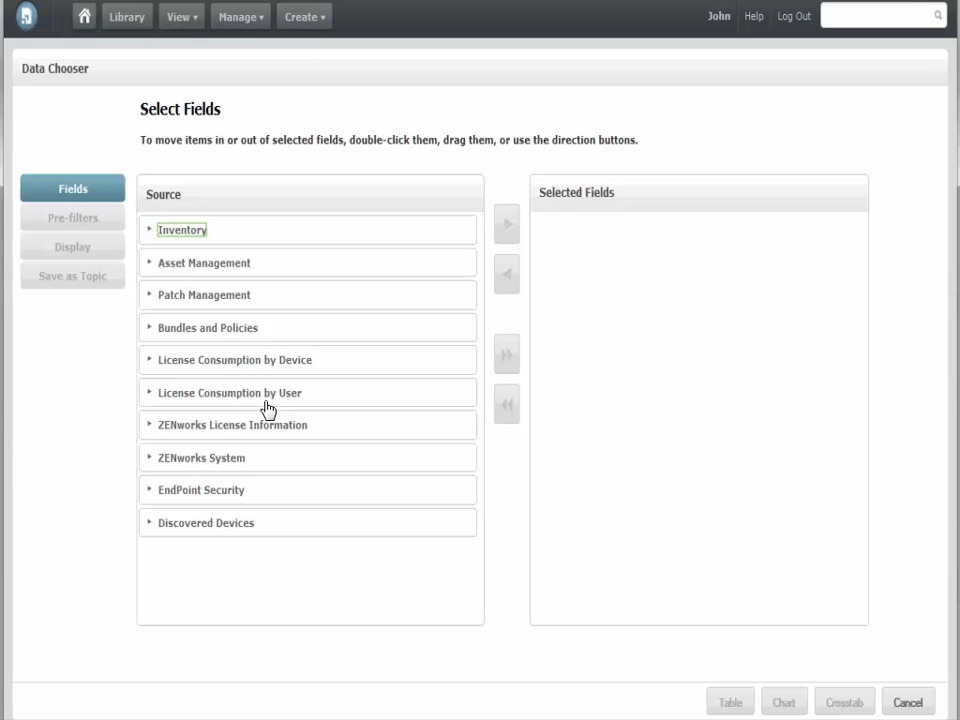 Library
View
Manage
Create
John
Help
Log Out
Data Chooser
Select Fields
To move items in or out of selected fields, double-click them, drag them, or use the direction buttons.
Fields
Pre-filters
Display
Save as Topic
Source
Inventory
Asset Management
Patch Management
Bundles and Policies
License Consumption by Device
License Consumption by User
ZENworks License Information
ZENworks System
EndPoint Security
Discovered Devices
Selected Fields
Table
Chart
Crosstab
Cancel